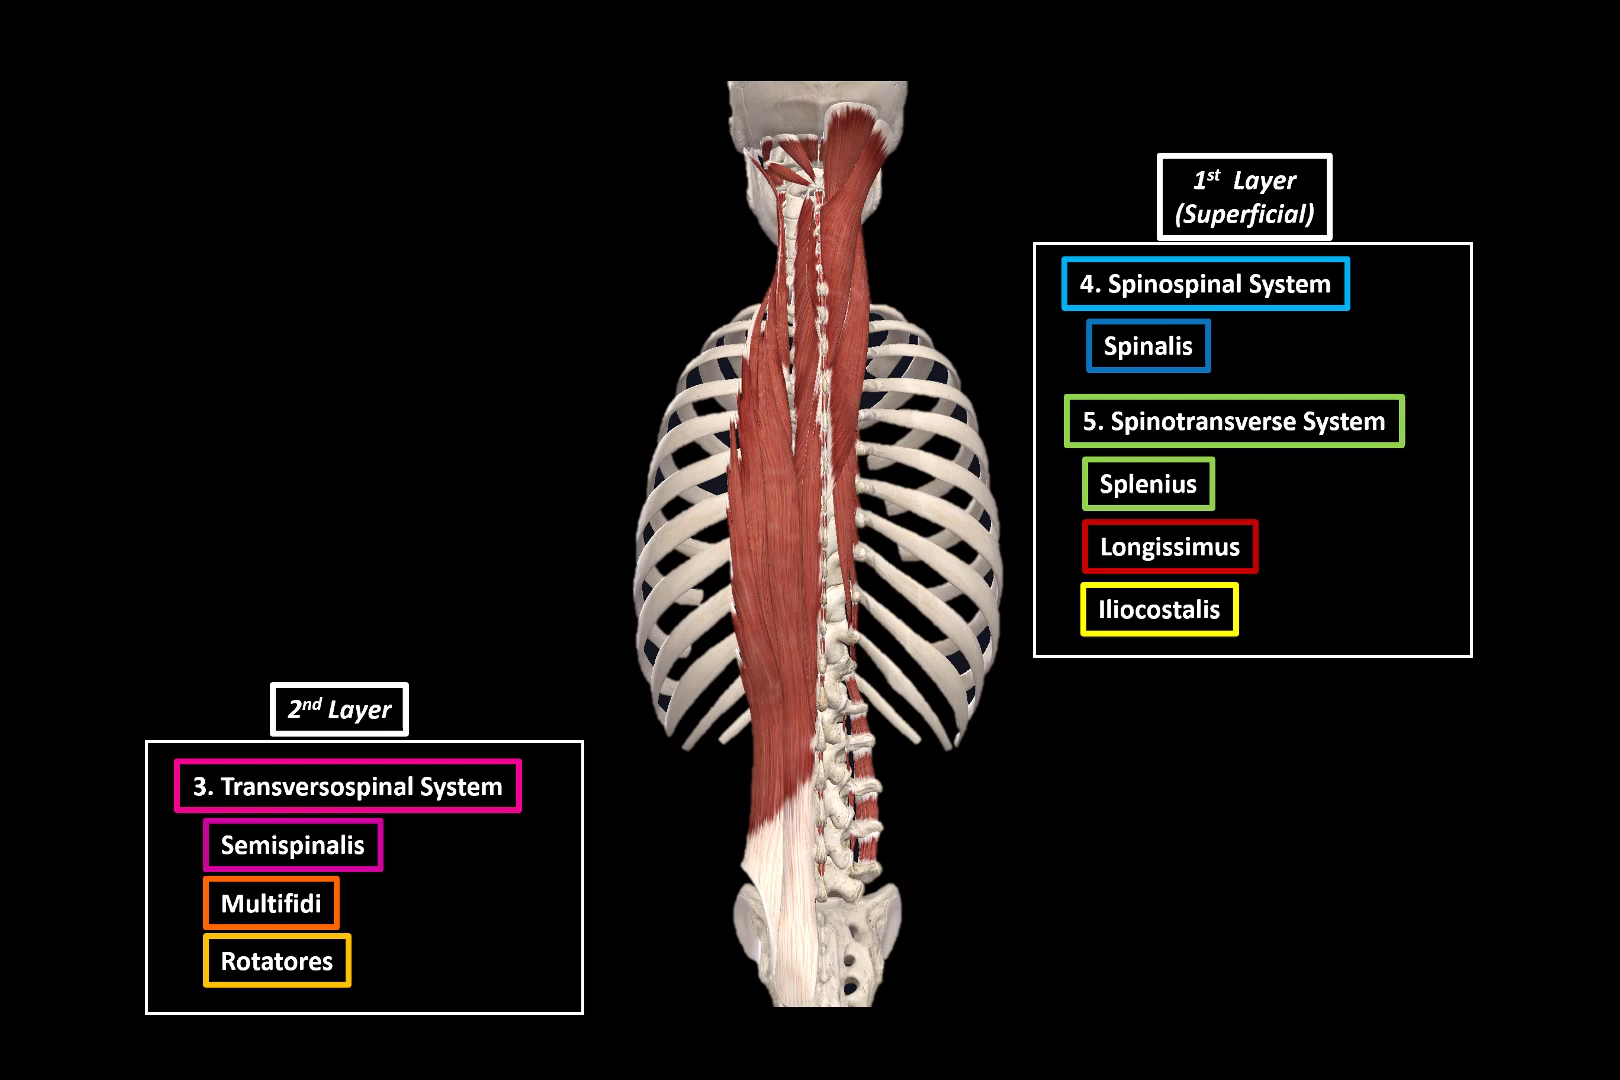 1st Layer
(Superficial)
4. Spinospinal System
Spinalis
5. Spinotransverse System
Splenius
Longissimus
Iliocostalis
2nd Layer
3. Transversospinal System
Semispinalis
Multifidi
Rotatores